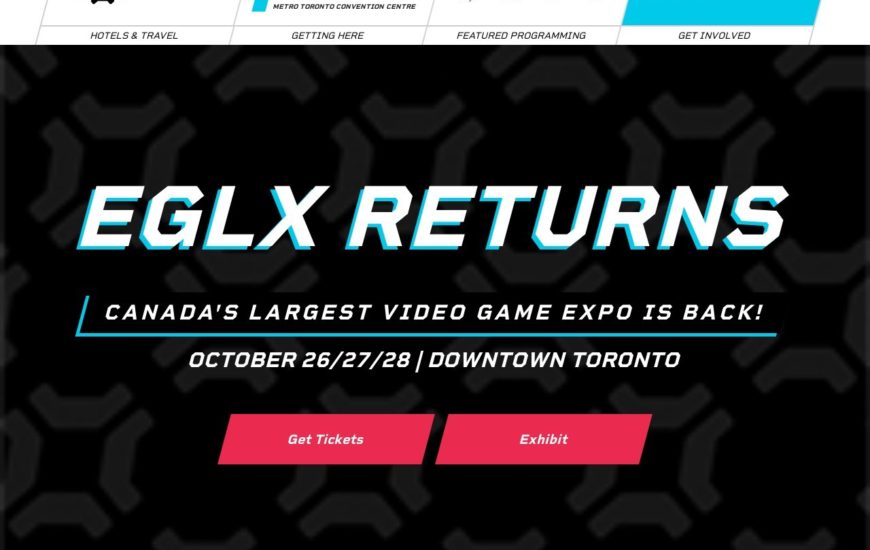 METRO TORONTO CONVENTION CENTRE
HOTELS & TRAVEL
GETTING HERE
FEATURED PROGRAMMING
GET INVOLVED
EGLX RETURNS
CANADA'S LARGEST VIDEO GAME EXPO IS BACK!
OCTOBER 26/27/28 | DOWNTOWN TORONTO
Get Tickets
Exhibit